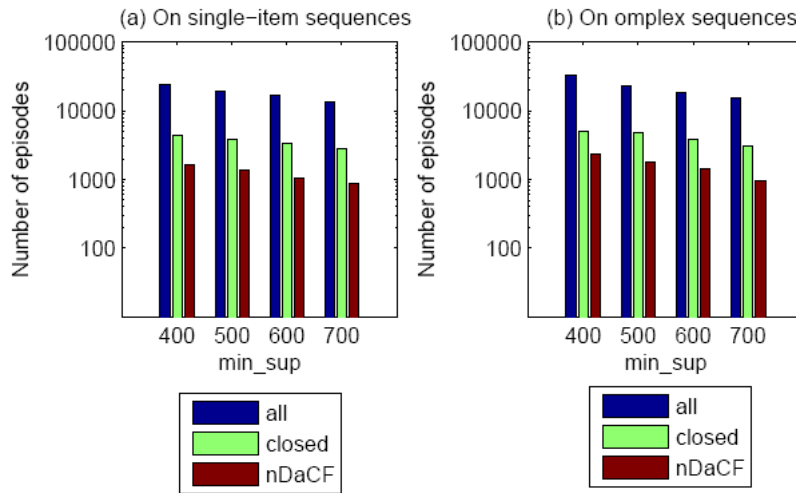 (a) On single-item sequences
Number of episodes
100000
10000
1000
100
400 500 600 700
min_sup
all
closed
nDaCF
(b) On omplex sequences
Number of episodes
100000
10000
1000
100
400 500 600 700
min_sup
all
closed
nDaCF